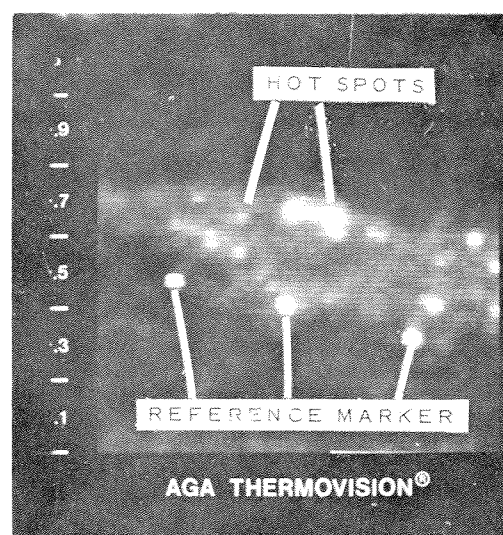 HOT SPOTS
.9
.7
.5
.3
.1
REFERENCE MARKER
AGA THERMOVISION®